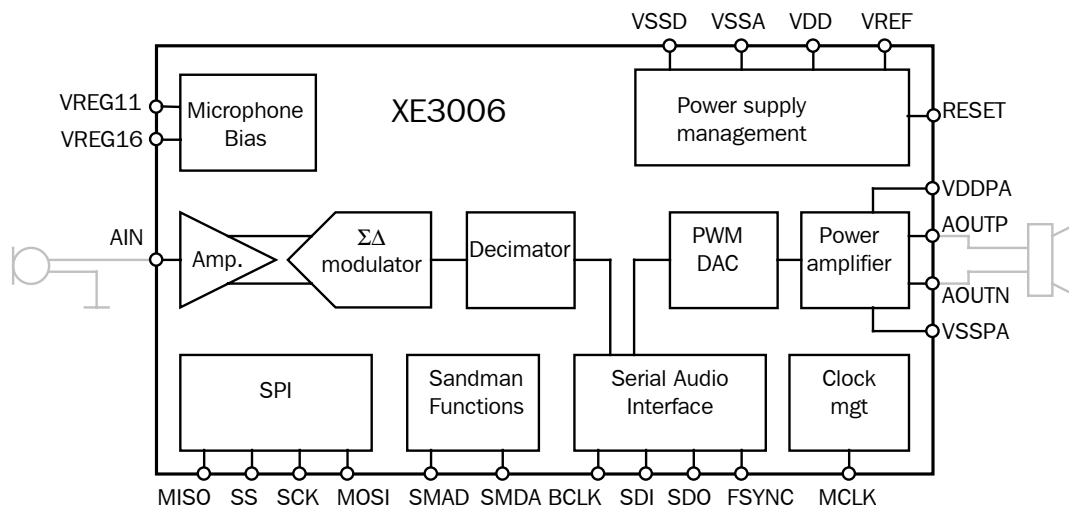 VSSD VSSA VDD VREF
VREG11
VREG16
Microphone
Bias
XE3006
Power supply
management
RESET
VDDPA
AIN
Amp.
ΣΔ
modulator
Decimator
PWM
DAC
Power
amplifier
AOUTP
AOUTN
VSSPA
SPI
Sandman
Functions
Serial Audio
Interface
Clock
mgt
MISO SS SCK MOSI SMAD SMDA BCLK SDI SDO FSYNC MCLK